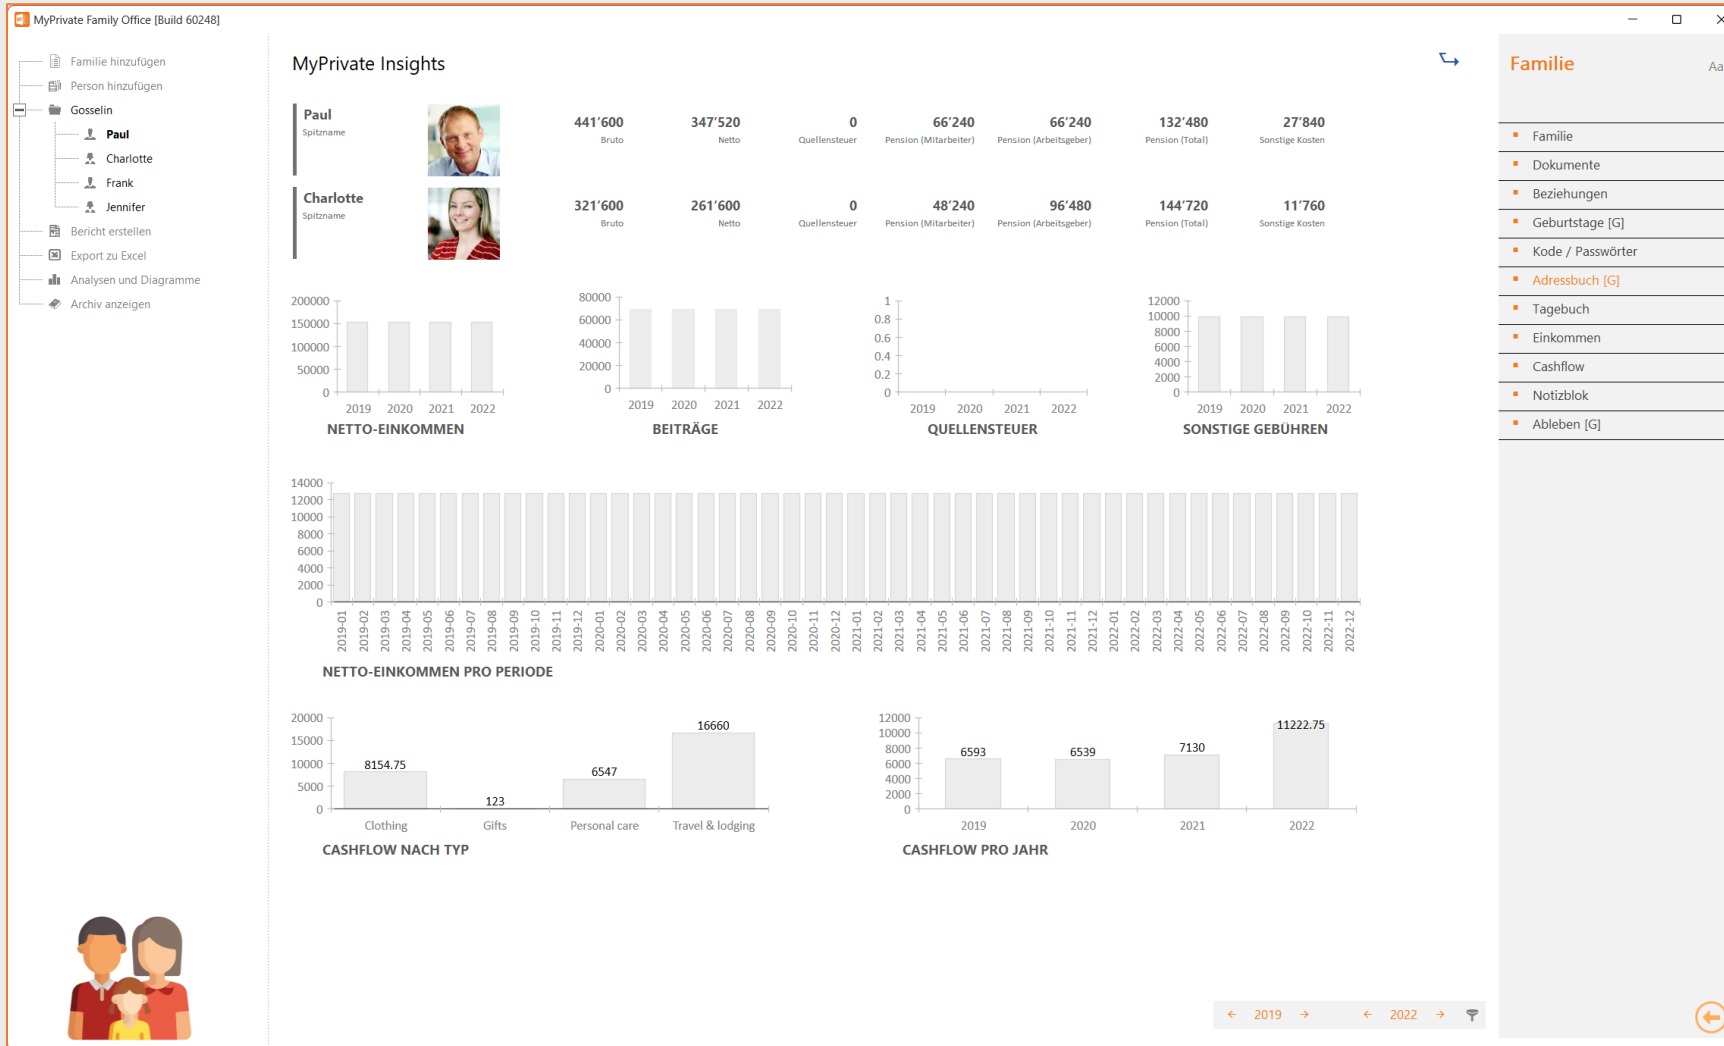 MyPrivate Family Office [Build 60248]
Familie hinzufügen
Person hinzufügen
Gosselin
Paul
Charlotte
Frank
Jennifer
Bericht erstellen
Export zu Excel
Analysen und Diagramme
Archiv anzeigen
MyPrivate Insights
Paul
Spitzname
441'600 347'520 0 66'240 66'240 132'480 27'840
Bruto Netto Quellensteuer Pension (Mitarbeiter) Pension (Arbeitsgeber) Pension (Total) Sonstige Kosten
Charlotte
Spitzname
321'600 261'600 0 48'240 96'480 144'720 11'760
Bruto Netto Quellensteuer Pension (Mitarbeiter) Pension (Arbeitsgeber) Pension (Total) Sonstige Kosten
200000
150000
100000
50000
0
2019 2020 2021 2022
NETTO-EINKOMMEN
80000
60000
40000
20000
0
2019 2020 2021 2022
BEITRÄGE
1
0.8
0.6
0.4
0.2
0
2019 2020 2021 2022
QUELLENSTEUER
12000
10000
8000
6000
4000
2000
0
2019 2020 2021 2022
SONSTIGE GEBÜHREN
14000
12000
10000
8000
6000
4000
2000
0
2019-01 2019-02 2019-03 2019-04 2019-05 2019-06 2019-07 2019-08 2019-09 2019-10 2019-11 2019-12 2020-01 2020-02 2020-03 2020-04 2020-05 2020-06 2020-07 2020-08 2020-09 2020-10 2020-11 2020-12 2021-01 2021-02 2021-03 2021-04 2021-05 2021-06 2021-07 2021-08 2021-09 2021-10 2021-11 2021-12 2022-01 2022-02 2022-03 2022-04 2022-05 2022-06 2022-07 2022-08 2022-09 2022-10 2022-11 2022-12
NETTO-EINKOMMEN PRO PERIODE
20000
15000
10000
5000
0
8154.75 123 6547 16660
Clothing Gifts Personal care Travel & lodging
CASHFLOW NACH TYP
12000
10000
8000
6000
4000
2000
0
6593 6539 7130 11222.75
2019 2020 2021 2022
CASHFLOW PRO JAHR
← 2019 → ← 2022 →
Familie
Aa
Familie
Dokumente
Beziehungen
Geburtstage [G]
Kode / Passwörter
Adressbuch [G]
Tagebuch
Einkommen
Cashflow
Notizblok
Ableben [G]